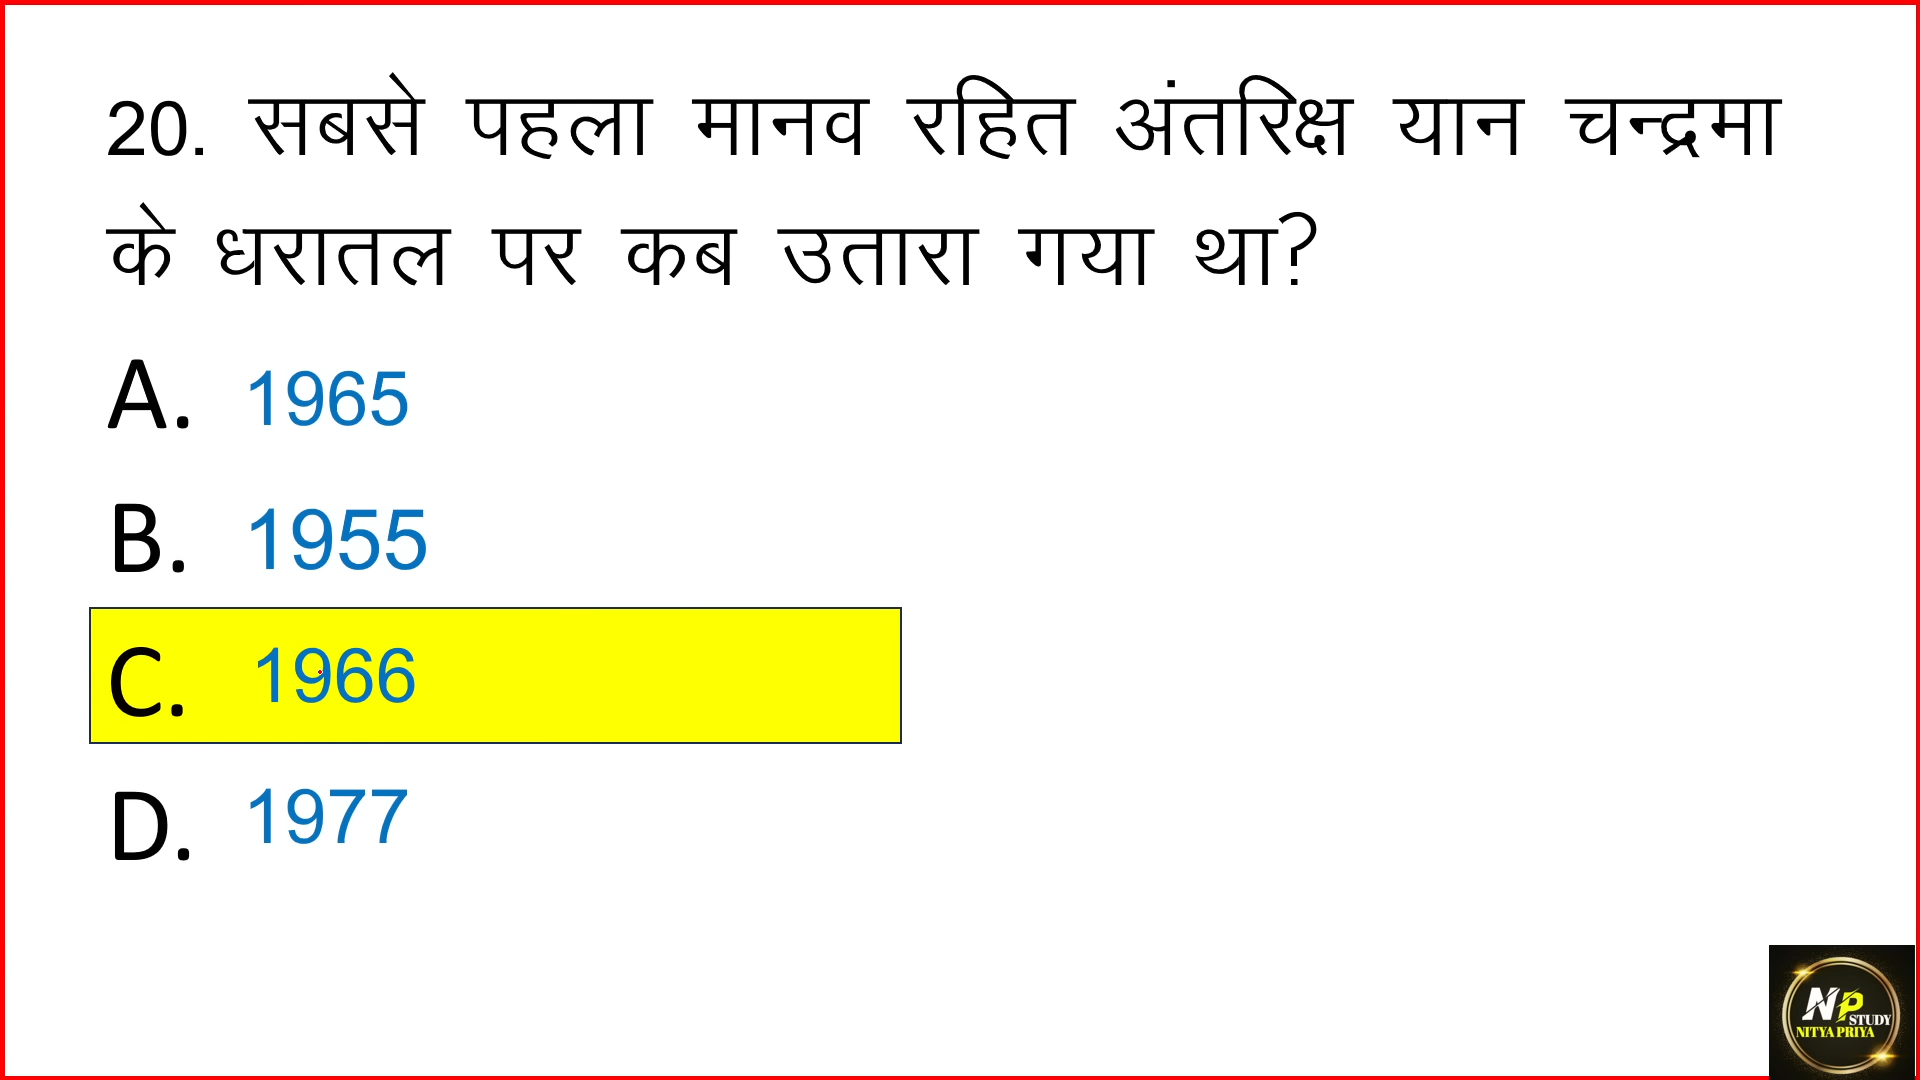 20. सबसे पहला मानव रहित अंतरिक्ष यान चन्द्रमा
के धरातल पर कब उतारा गया था?
A. 1965
B. 1955
C. 1966
D. 1977
NP
STUDY
NITYA PRIYA